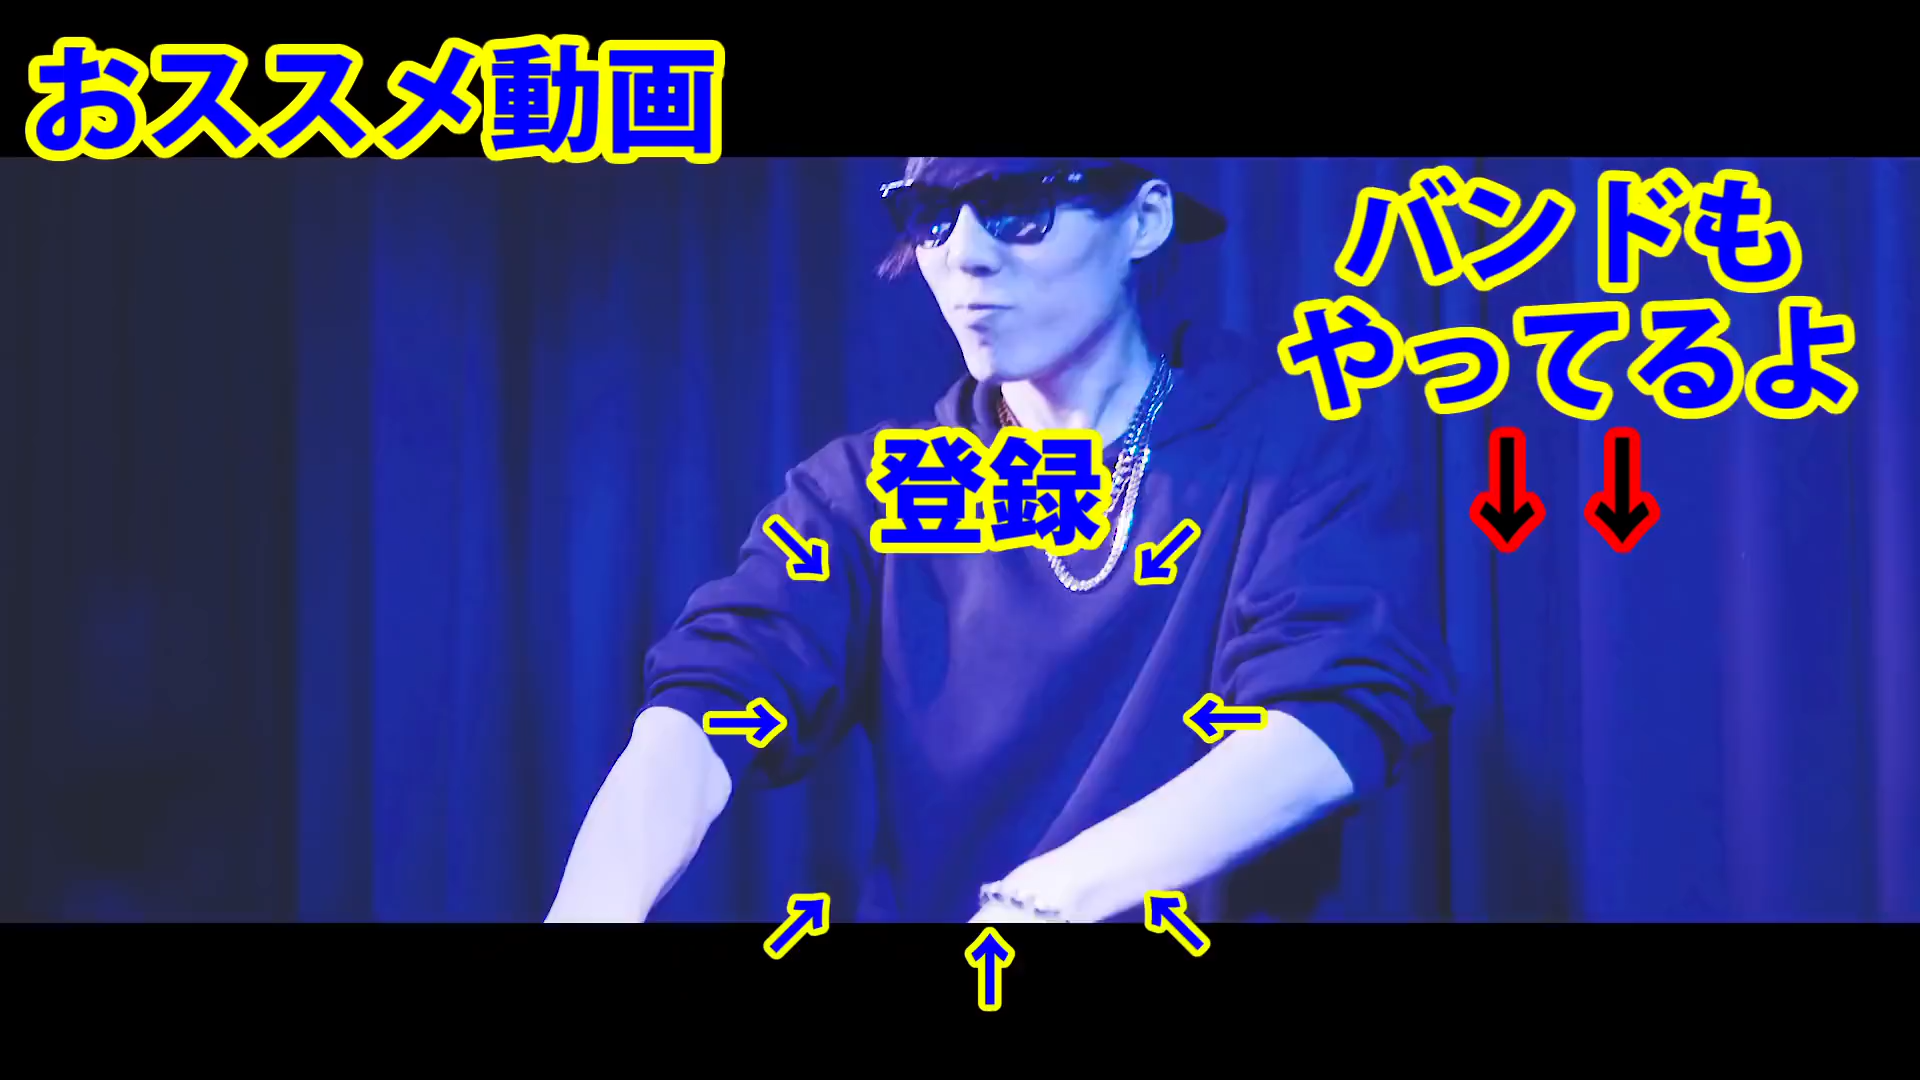 おススメ動画
バンドも
やってるよ
↓↓
登録
↘ ↙
→ ←
↗ ↑ ↖